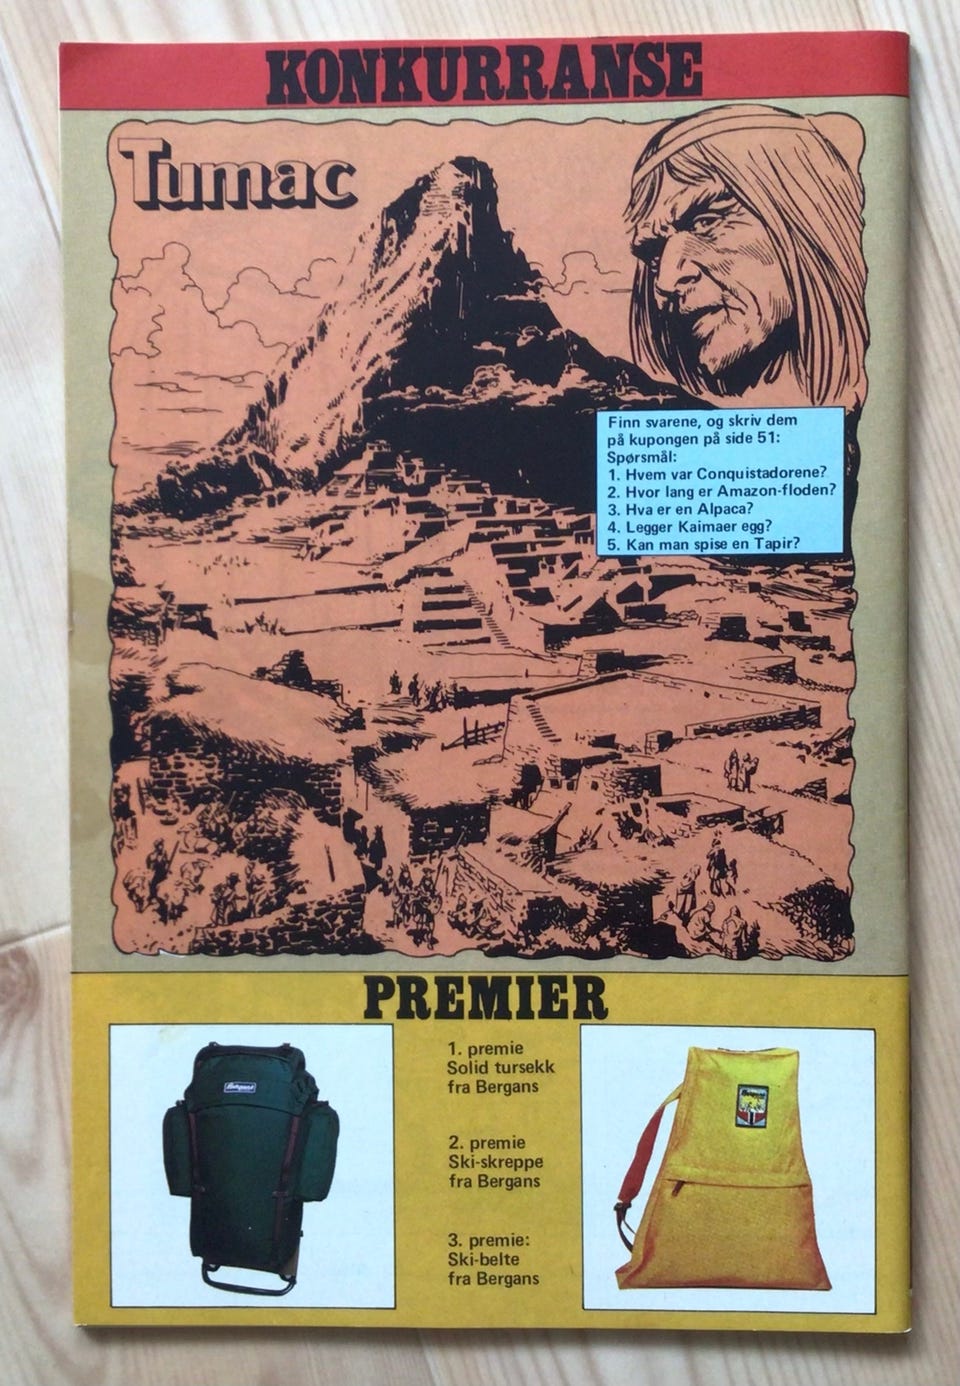 KONKURRANSE
Tumac
Finn svarene, og skriv dem
på kupongen på side 51:
Spørsmål:
1. Hvem var Conquistadorene?
2. Hvor lang er Amazon-floden?
3. Hva er en Alpaca?
4. Legger Kaimaer egg?
5. Kan man spise en Tapir?
PREMIER
1. premie
Solid tursekk
fra Bergans
2. premie
Ski-skreppe
fra Bergans
3. premie:
Ski-belte
fra Bergans
Bergans
Bergans